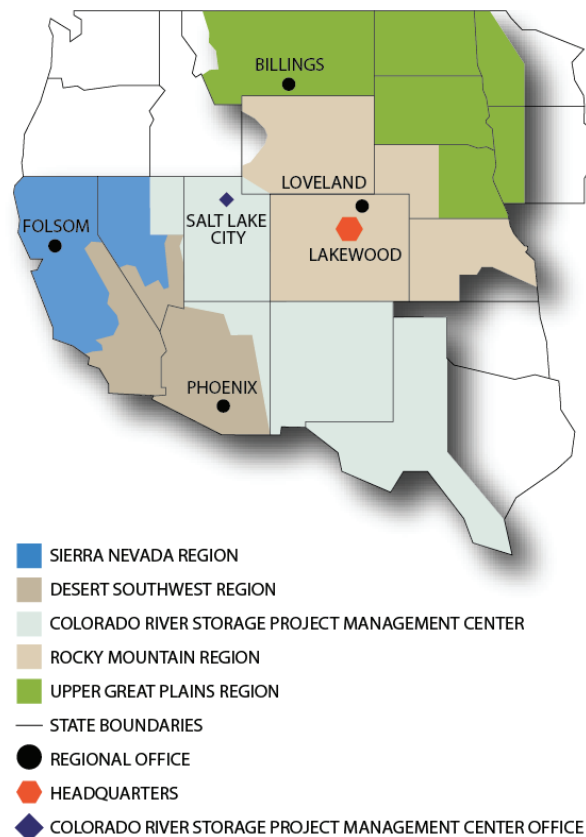 BILLINGS
LOVELAND
FOLSOM
SALT LAKE
CITY
LAKEWOOD
PHOENIX
SIERRA NEVADA REGION
DESERT SOUTHWEST REGION
COLORADO RIVER STORAGE PROJECT MANAGEMENT CENTER
ROCKY MOUNTAIN REGION
UPPER GREAT PLAINS REGION
STATE BOUNDARIES
REGIONAL OFFICE
HEADQUARTERS
COLORADO RIVER STORAGE PROJECT MANAGEMENT CENTER OFFICE